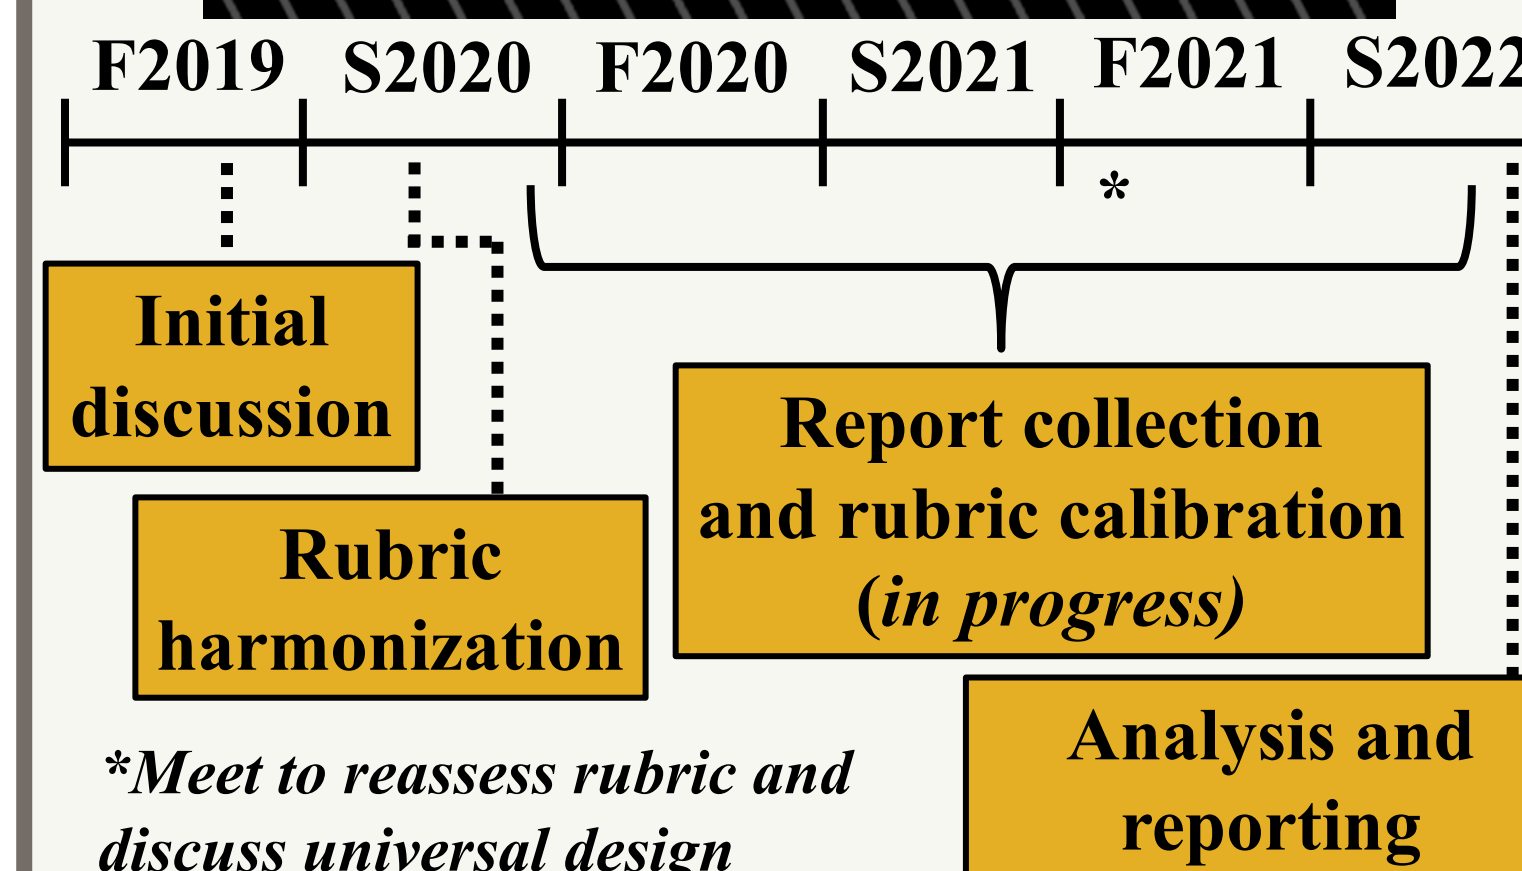 F2019 S2020 F2020 S2021 F2021 S2022
*
Initial
discussion
Report collection
and rubric calibration
(in progress)
Rubric
harmonization
Analysis and
reporting
*Meet to reassess rubric and
discuss universal design